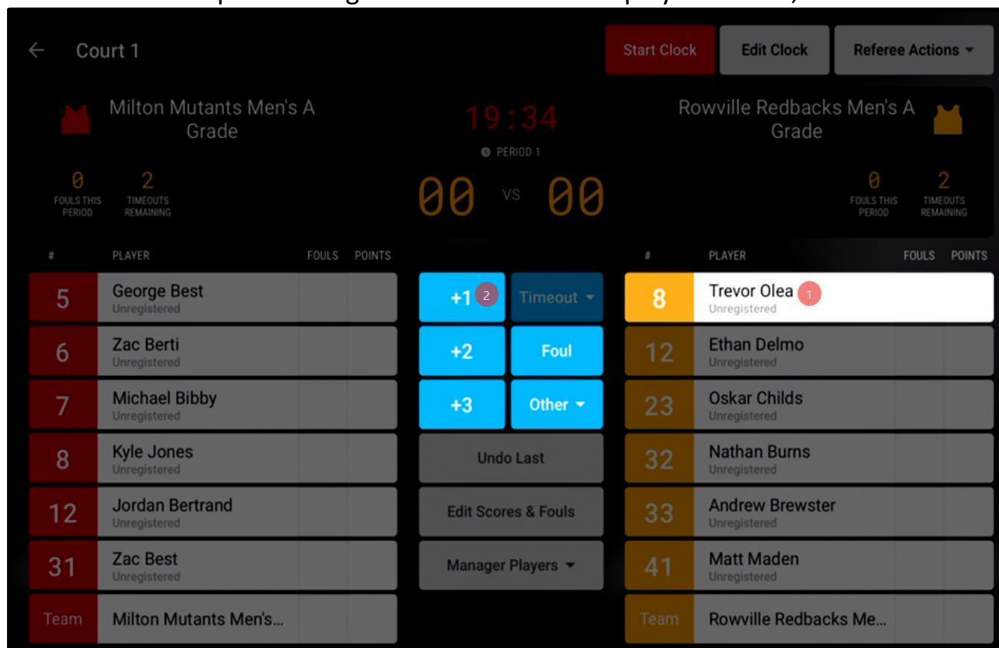 ← Court 1
Start Clock
Edit Clock
Referee Actions
Milton Mutants Men's A
Grade
19:34
PERIOD 1
Rowville Redbacks Men's A
Grade
0
FOULS THIS
PERIOD
2
TIMEOUTS
REMAINING
00 VS 00
0
FOULS THIS
PERIOD
2
TIMEOUTS
REMAINING
# PLAYER FOULS POINTS
5 George Best
Unregistered
6 Zac Berti
Unregistered
7 Michael Bibby
Unregistered
8 Kyle Jones
Unregistered
12 Jordan Bertrand
Unregistered
31 Zac Best
Unregistered
Team Milton Mutants Men's...
+1 2 Timeout
+2 Foul
+3 Other
Undo Last
Edit Scores & Fouls
Manager Players
# PLAYER FOULS POINTS
8 Trevor Olea 1
Unregistered
12 Ethan Delmo
Unregistered
23 Oskar Childs
Unregistered
32 Nathan Burns
Unregistered
33 Andrew Brewster
Unregistered
41 Matt Maden
Unregistered
Team Rowville Redbacks Me...